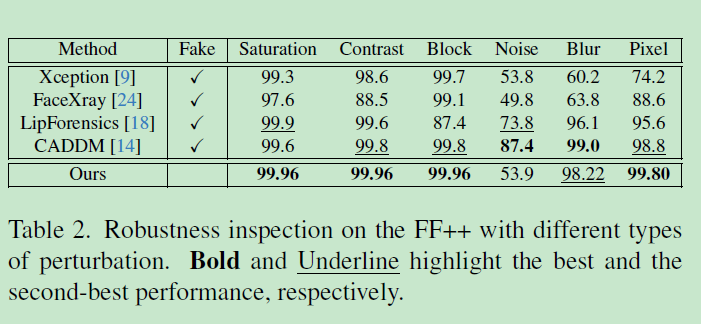 Method Fake Saturation Contrast Block Noise Blur Pixel
Xception [9] ✓ 99.3 98.6 99.7 53.8 60.2 74.2
FaceXray [24] ✓ 97.6 88.5 99.1 49.8 63.8 88.6
LipForensics [18] ✓ 99.9 99.6 87.4 73.8 96.1 95.6
CADDM [14] ✓ 99.6 99.8 99.8 87.4 99.0 98.8
Ours 99.96 99.96 99.96 53.9 98.22 99.80
Table 2. Robustness inspection on the FF++ with different types
of perturbation. Bold and Underline highlight the best and the
second-best performance, respectively.